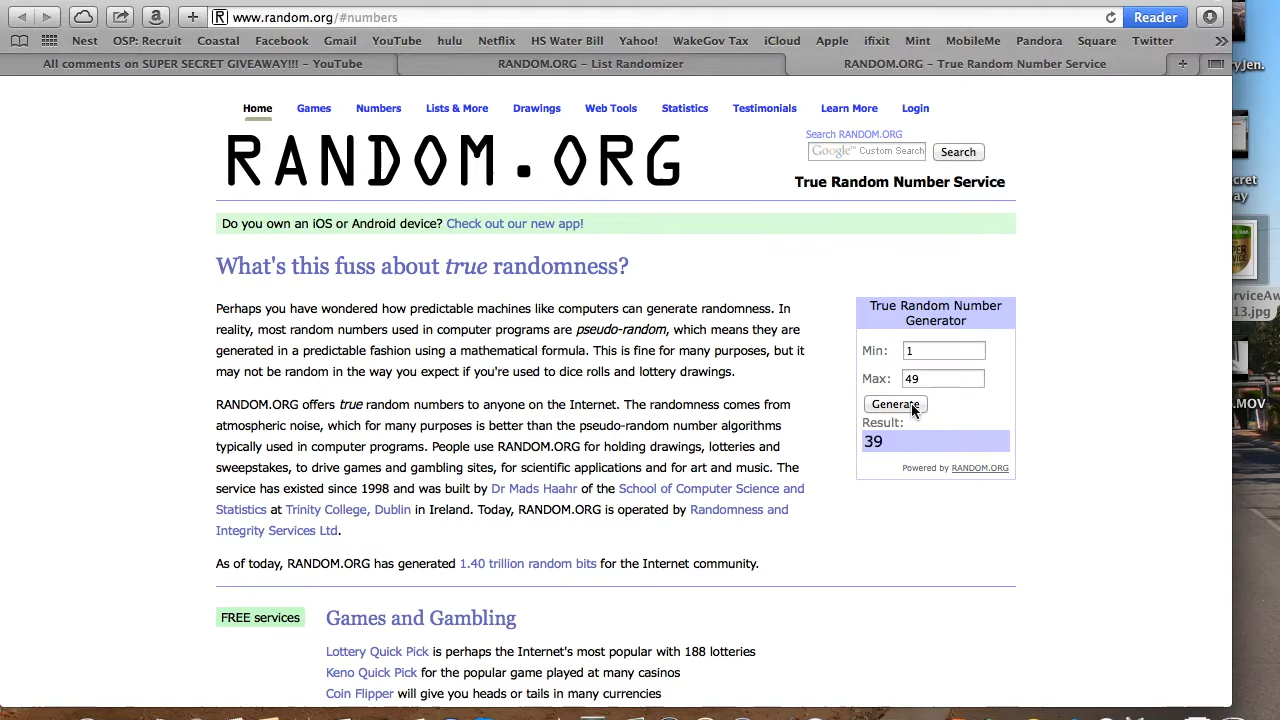 www.random.org/#numbers
Reader
Nest OSP: Recruit Coastal Facebook Gmail YouTube hulu Netflix HS Water Bill Yahoo! WakeGov Tax iCloud Apple ifixit Mint MobileMe Pandora Square Twitter
All comments on SUPER SECRET GIVEAWAY!!! – YouTube
RANDOM.ORG – List Randomizer
RANDOM.ORG – True Random Number Service
Home Games Numbers Lists & More Drawings Web Tools Statistics Testimonials Learn More Login
RANDOM.ORG
Search RANDOM.ORG
Google™ Custom Search
Search
True Random Number Service
Do you own an iOS or Android device? Check out our new app!
What's this fuss about true randomness?
Perhaps you have wondered how predictable machines like computers can generate randomness. In
reality, most random numbers used in computer programs are pseudo-random, which means they are
generated in a predictable fashion using a mathematical formula. This is fine for many purposes, but it
may not be random in the way you expect if you're used to dice rolls and lottery drawings.
RANDOM.ORG offers true random numbers to anyone on the Internet. The randomness comes from
atmospheric noise, which for many purposes is better than the pseudo-random number algorithms
typically used in computer programs. People use RANDOM.ORG for holding drawings, lotteries and
sweepstakes, to drive games and gambling sites, for scientific applications and for art and music. The
service has existed since 1998 and was built by Dr Mads Haahr of the School of Computer Science and
Statistics at Trinity College, Dublin in Ireland. Today, RANDOM.ORG is operated by Randomness and
Integrity Services Ltd.
As of today, RANDOM.ORG has generated 1.40 trillion random bits for the Internet community.
True Random Number
Generator
Min: 1
Max: 49
Generate
Result:
39
Powered by RANDOM.ORG
FREE services
Games and Gambling
Lottery Quick Pick is perhaps the Internet's most popular with 188 lotteries
Keno Quick Pick for the popular game played at many casinos
Coin Flipper will give you heads or tails in many currencies
ryJen.
cret
ay
rviceAw
13.jpg
.MOV